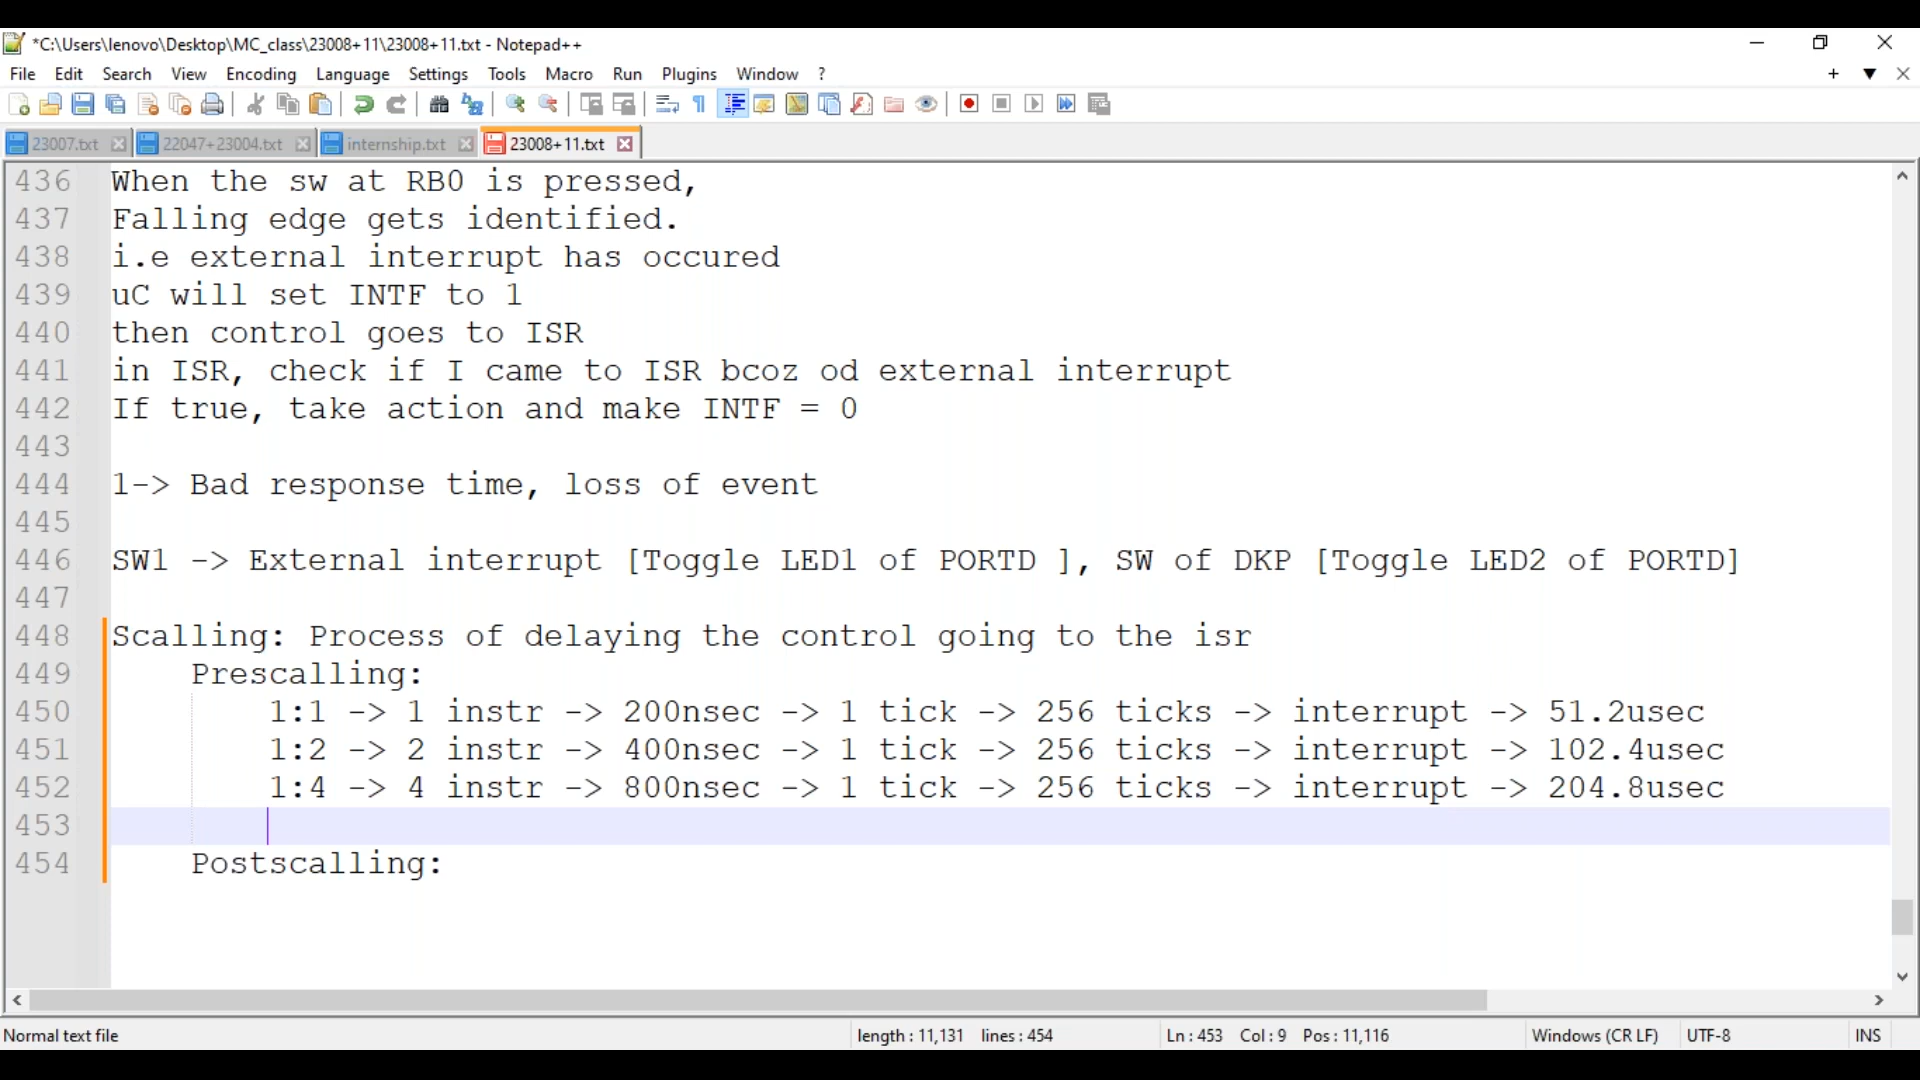 *C:\Users\lenovo\Desktop\MC_class\23008+11\23008+11.txt - Notepad++
File Edit Search View Encoding Language Settings Tools Macro Run Plugins Window ?
23007.txt 22047+23004.txt internship.txt 23008+11.txt
436 When the sw at RB0 is pressed,
437 Falling edge gets identified.
438 i.e external interrupt has occured
439 uC will set INTF to 1
440 then control goes to ISR
441 in ISR, check if I came to ISR bcoz od external interrupt
442 If true, take action and make INTF = 0
443
444 1-> Bad response time, loss of event
445
446 SW1 -> External interrupt [Toggle LED1 of PORTD ], SW of DKP [Toggle LED2 of PORTD]
447
448 Scalling: Process of delaying the control going to the isr
449 Prescalling:
450 1:1 -> 1 instr -> 200nsec -> 1 tick -> 256 ticks -> interrupt -> 51.2usec
451 1:2 -> 2 instr -> 400nsec -> 1 tick -> 256 ticks -> interrupt -> 102.4usec
452 1:4 -> 4 instr -> 800nsec -> 1 tick -> 256 ticks -> interrupt -> 204.8usec
453
454 Postscalling:
Normal text file length : 11,131 lines : 454 Ln : 453 Col : 9 Pos : 11,116 Windows (CR LF) UTF-8 INS